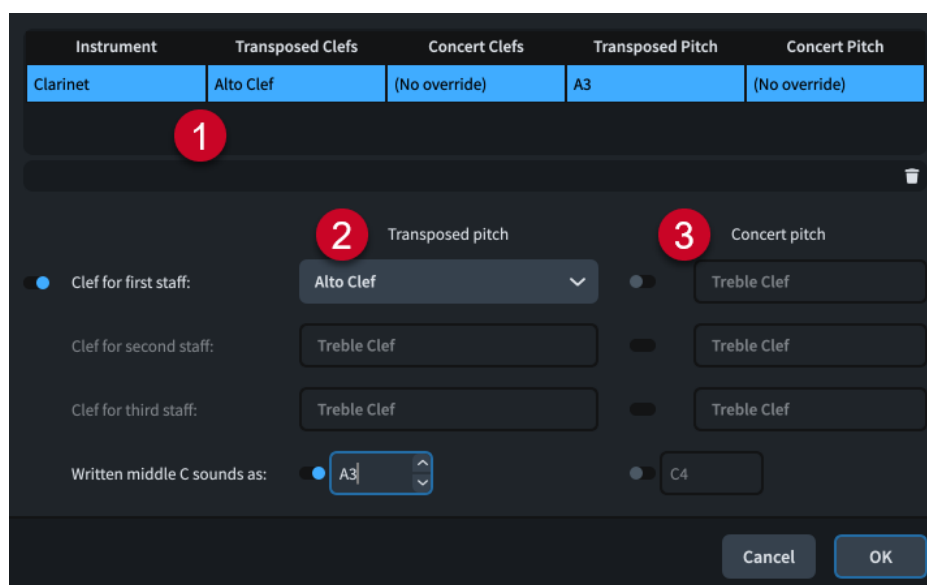 Instrument Transposed Clefs Concert Clefs Transposed Pitch Concert Pitch
Clarinet Alto Clef (No override) A3 (No override)
1
2 Transposed pitch 3 Concert pitch
Clef for first staff: Alto Clef Treble Clef
Clef for second staff: Treble Clef Treble Clef
Clef for third staff: Treble Clef Treble Clef
Written middle C sounds as: A3 C4
Cancel OK